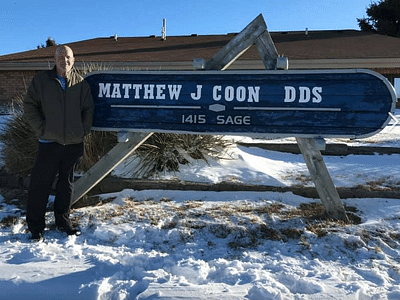 MATTHEW J COON DDS
1415 SAGE